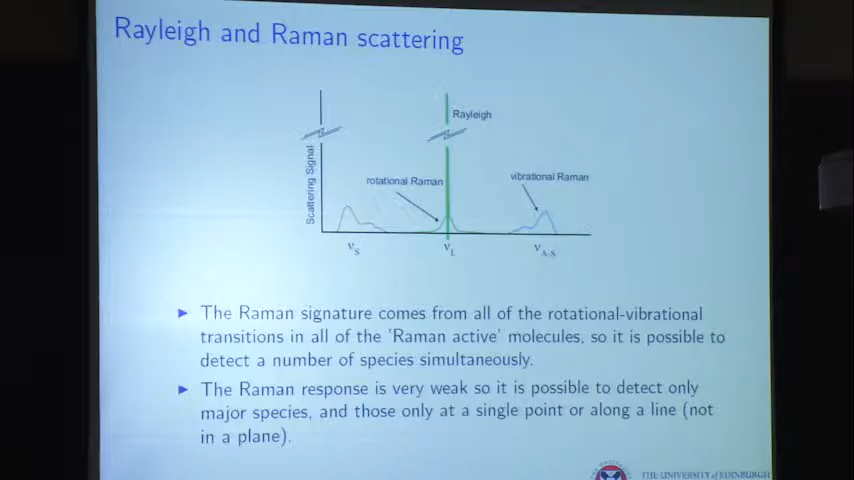 Rayleigh and Raman scattering
Rayleigh
Scattering Signal
rotational Raman
vibrational Raman
νS
νL
νA-S
The Raman signature comes from all of the rotational-vibrational
transitions in all of the 'Raman active' molecules, so it is possible to
detect a number of species simultaneously.
The Raman response is very weak so it is possible to detect only
major species, and those only at a single point or along a line (not
in a plane).
THE UNIVERSITY of EDINBURGH